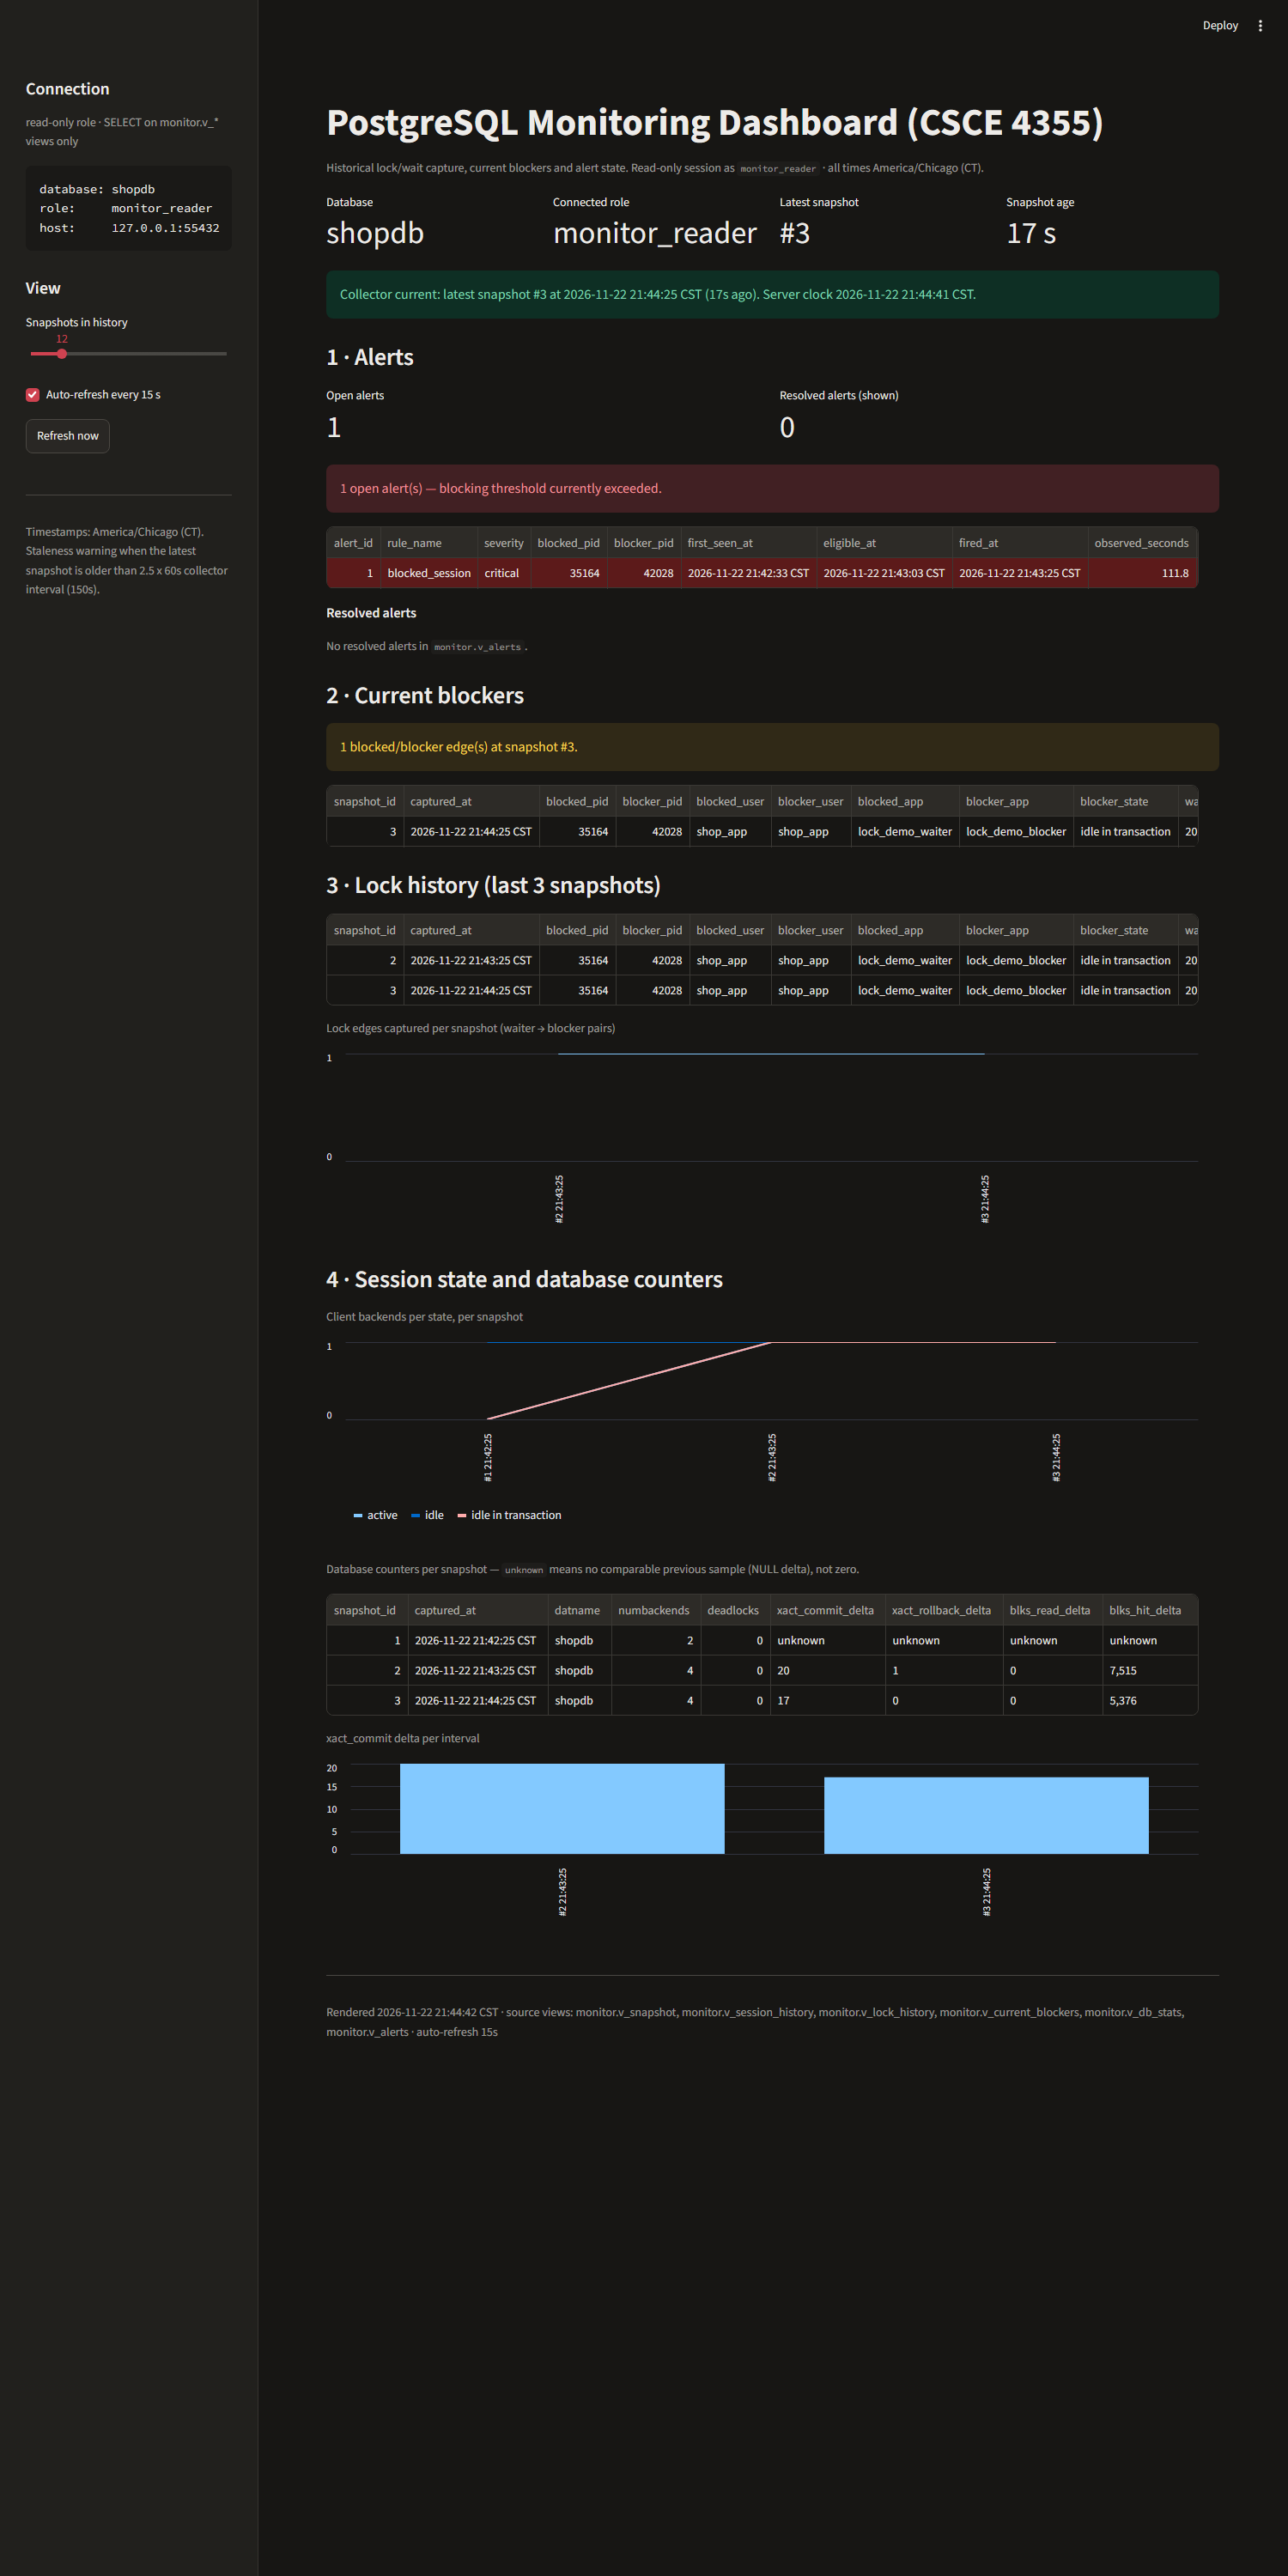 Deploy
Connection
read-only role · SELECT on monitor.v_*
views only
database: shopdb
role: monitor_reader
host: 127.0.0.1:55432
View
Snapshots in history
12
Auto-refresh every 15 s
Refresh now
Timestamps: America/Chicago (CT).
Staleness warning when the latest
snapshot is older than 2.5 x 60s collector
interval (150s).
PostgreSQL Monitoring Dashboard (CSCE 4355)
Historical lock/wait capture, current blockers and alert state. Read-only session as monitor_reader · all times America/Chicago (CT).
Database Connected role Latest snapshot Snapshot age
shopdb monitor_reader #3 17 s
Collector current: latest snapshot #3 at 2026-11-22 21:44:25 CST (17s ago). Server clock 2026-11-22 21:44:41 CST.
1 · Alerts
Open alerts Resolved alerts (shown)
1 0
1 open alert(s) — blocking threshold currently exceeded.
alert_id rule_name severity blocked_pid blocker_pid first_seen_at eligible_at fired_at observed_seconds
1 blocked_session critical 35164 42028 2026-11-22 21:42:33 CST 2026-11-22 21:43:03 CST 2026-11-22 21:43:25 CST 111.8
Resolved alerts
No resolved alerts in monitor.v_alerts.
2 · Current blockers
1 blocked/blocker edge(s) at snapshot #3.
snapshot_id captured_at blocked_pid blocker_pid blocked_user blocker_user blocked_app blocker_app blocker_state wa
3 2026-11-22 21:44:25 CST 35164 42028 shop_app shop_app lock_demo_waiter lock_demo_blocker idle in transaction 20
3 · Lock history (last 3 snapshots)
snapshot_id captured_at blocked_pid blocker_pid blocked_user blocker_user blocked_app blocker_app blocker_state wa
2 2026-11-22 21:43:25 CST 35164 42028 shop_app shop_app lock_demo_waiter lock_demo_blocker idle in transaction 20
3 2026-11-22 21:44:25 CST 35164 42028 shop_app shop_app lock_demo_waiter lock_demo_blocker idle in transaction 20
Lock edges captured per snapshot (waiter → blocker pairs)
1
0
#2 21:43:25 #3 21:44:25
4 · Session state and database counters
Client backends per state, per snapshot
1
0
#1 21:42:25 #2 21:43:25 #3 21:44:25
active idle idle in transaction
Database counters per snapshot — unknown means no comparable previous sample (NULL delta), not zero.
snapshot_id captured_at datname numbackends deadlocks xact_commit_delta xact_rollback_delta blks_read_delta blks_hit_delta
1 2026-11-22 21:42:25 CST shopdb 2 0 unknown unknown unknown unknown
2 2026-11-22 21:43:25 CST shopdb 4 0 20 1 0 7,515
3 2026-11-22 21:44:25 CST shopdb 4 0 17 0 0 5,376
xact_commit delta per interval
20
15
10
5
0
#2 21:43:25 #3 21:44:25
Rendered 2026-11-22 21:44:42 CST · source views: monitor.v_snapshot, monitor.v_session_history, monitor.v_lock_history, monitor.v_current_blockers, monitor.v_db_stats,
monitor.v_alerts · auto-refresh 15s